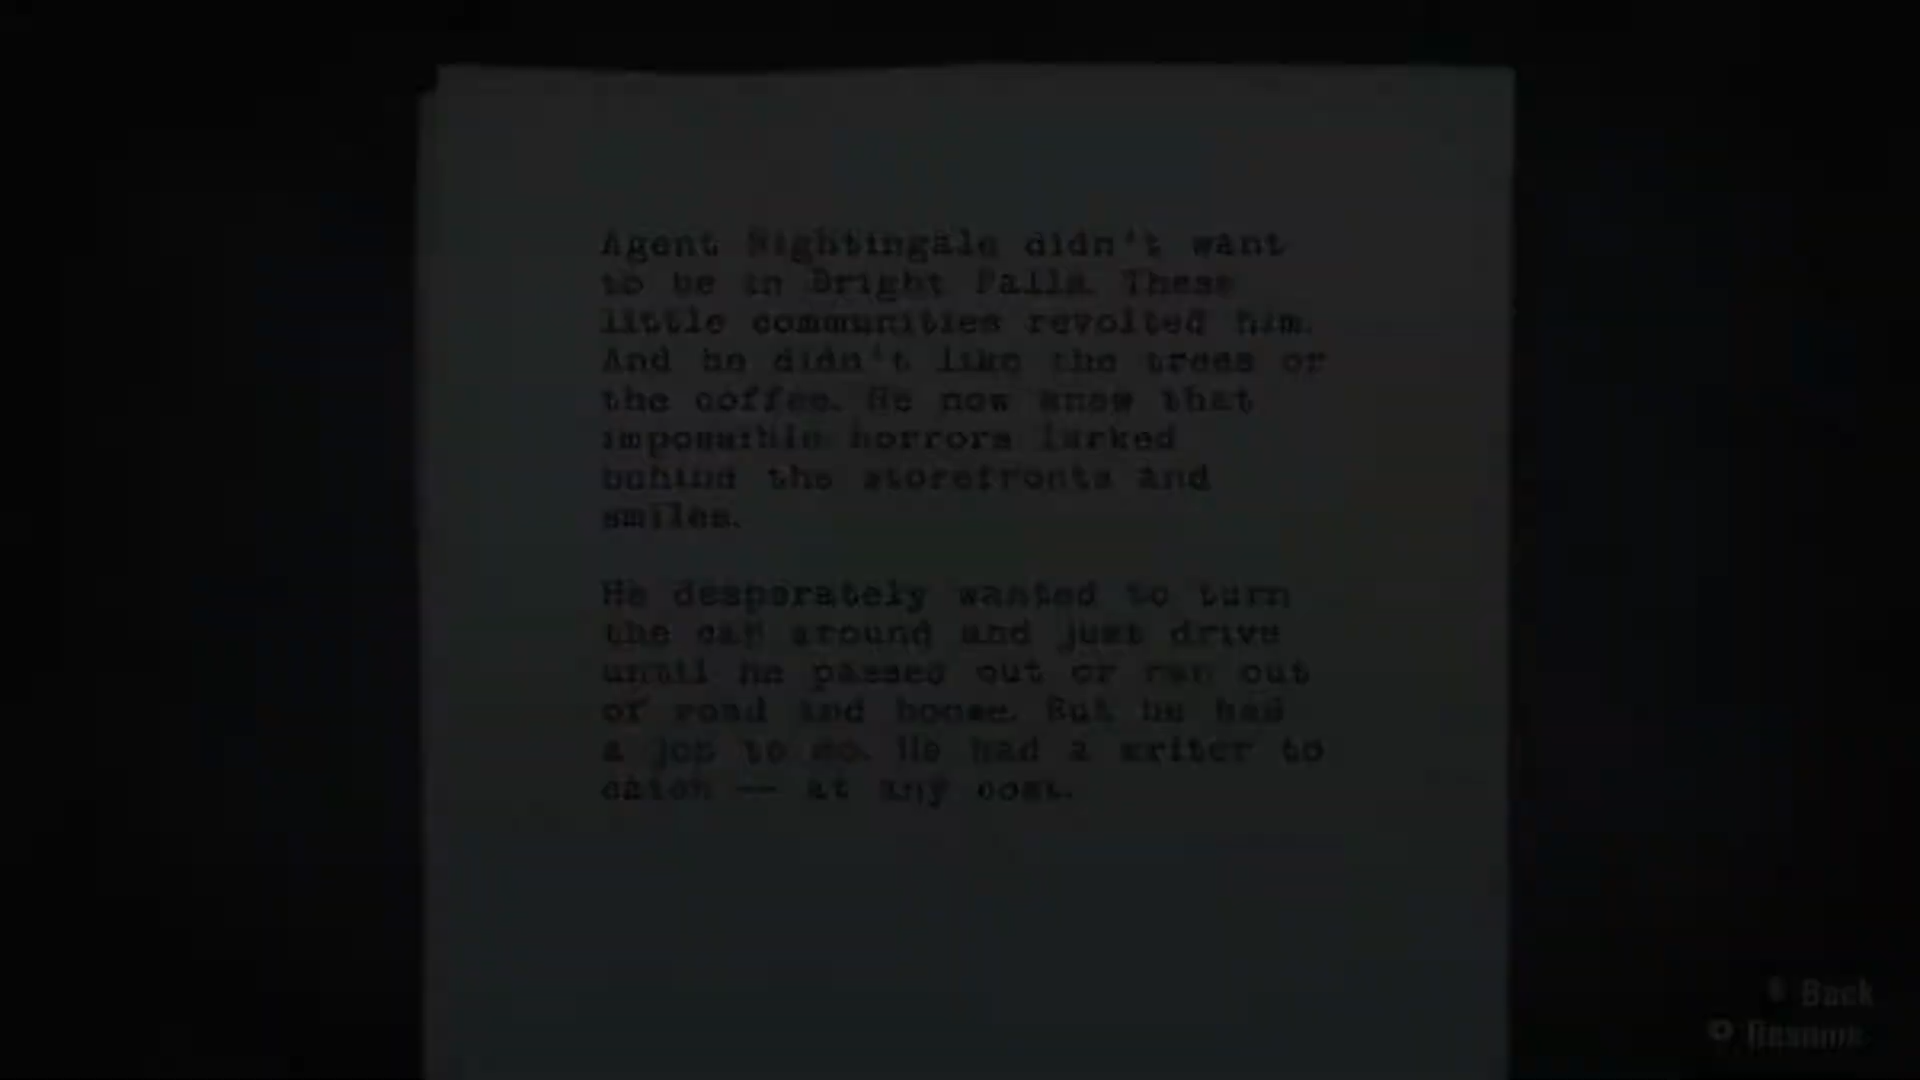 Agent Nightingale didn't want
to be in Bright Falls. These
little communities revolted him.
And he didn't like the trees or
the coffee. He now knew that
impossible horrors lurked
behind the storefronts and
smiles.
He desperately wanted to turn
the car around and just drive
until he passed out or ran out
of road and booze. But he had
a job to do. He had a writer to
catch -- at any cost.
Back
Resume